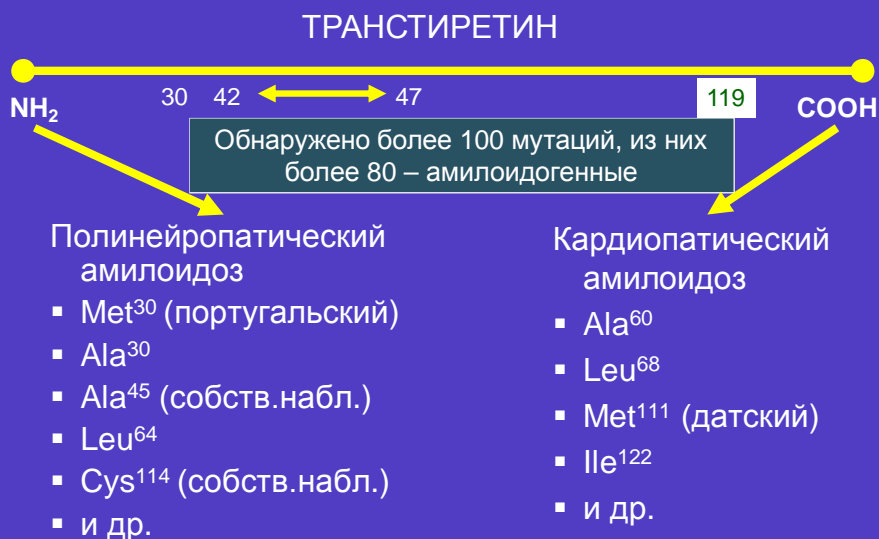 ТРАНСТИРЕТИН
NH₂ 30 42 47 119 COOH
Обнаружено более 100 мутаций, из них
более 80 – амилоидогенные
Полинейропатический
амилоидоз
▪ Met³⁰ (португальский)
▪ Ala³⁰
▪ Ala⁴⁵ (собств.набл.)
▪ Leu⁶⁴
▪ Cys¹¹⁴ (собств.набл.)
▪ и др.
Кардиопатический
амилоидоз
▪ Ala⁶⁰
▪ Leu⁶⁸
▪ Met¹¹¹ (датский)
▪ Ile¹²²
▪ и др.